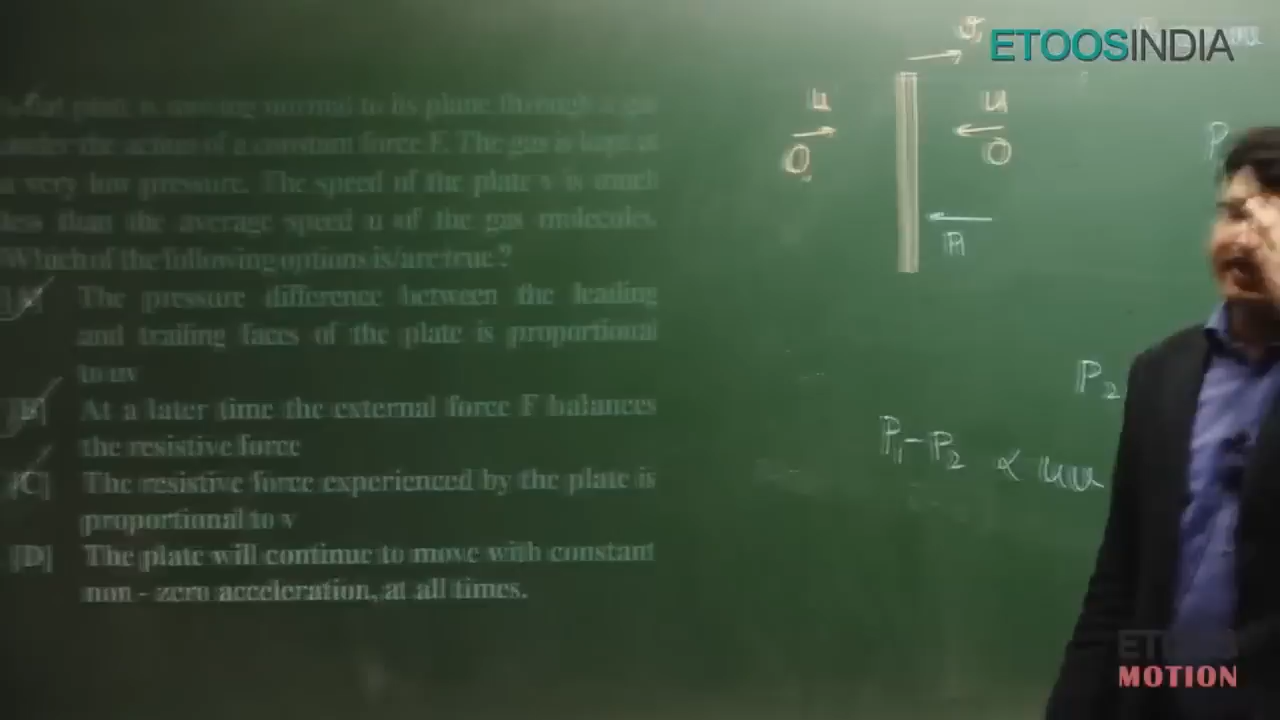 A flat plate is moving normal to its plane through a gas
under the action of a constant force F. The gas is kept at
a very low pressure. The speed of the plate v is much
less than the average speed u of the gas molecules.
Which of the following options is/are true ?
[A] The pressure difference between the leading
and trailing faces of the plate is proportional
to uv
[B] At a later time the external force F balances
the resistive force
[C] The resistive force experienced by the plate is
proportional to v
[D] The plate will continue to move with constant
non - zero acceleration, at all times.
ETOOSINDIA
u
u
P
P₂
P₁-P₂ ∝
ETOOS
MOTION